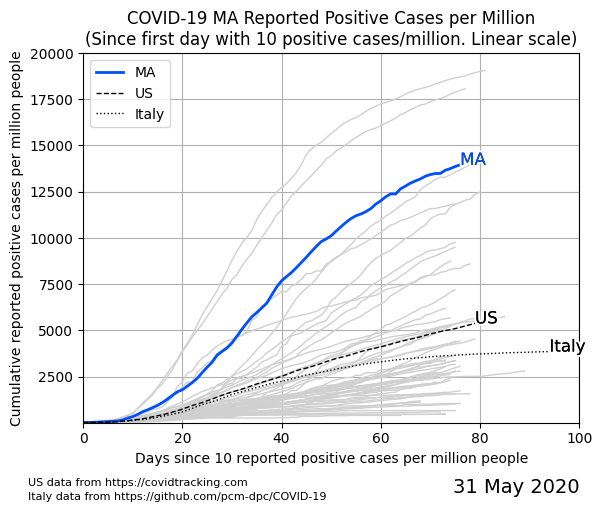 COVID-19 MA Reported Positive Cases per Million
(Since first day with 10 positive cases/million. Linear scale)
Cumulative reported positive cases per million people
20000
17500
15000
12500
10000
7500
5000
2500
MA
US
Italy
MA
US
Italy
0
20
40
60
80
100
Days since 10 reported positive cases per million people
US data from https://covidtracking.com
Italy data from https://github.com/pcm-dpc/COVID-19
31 May 2020